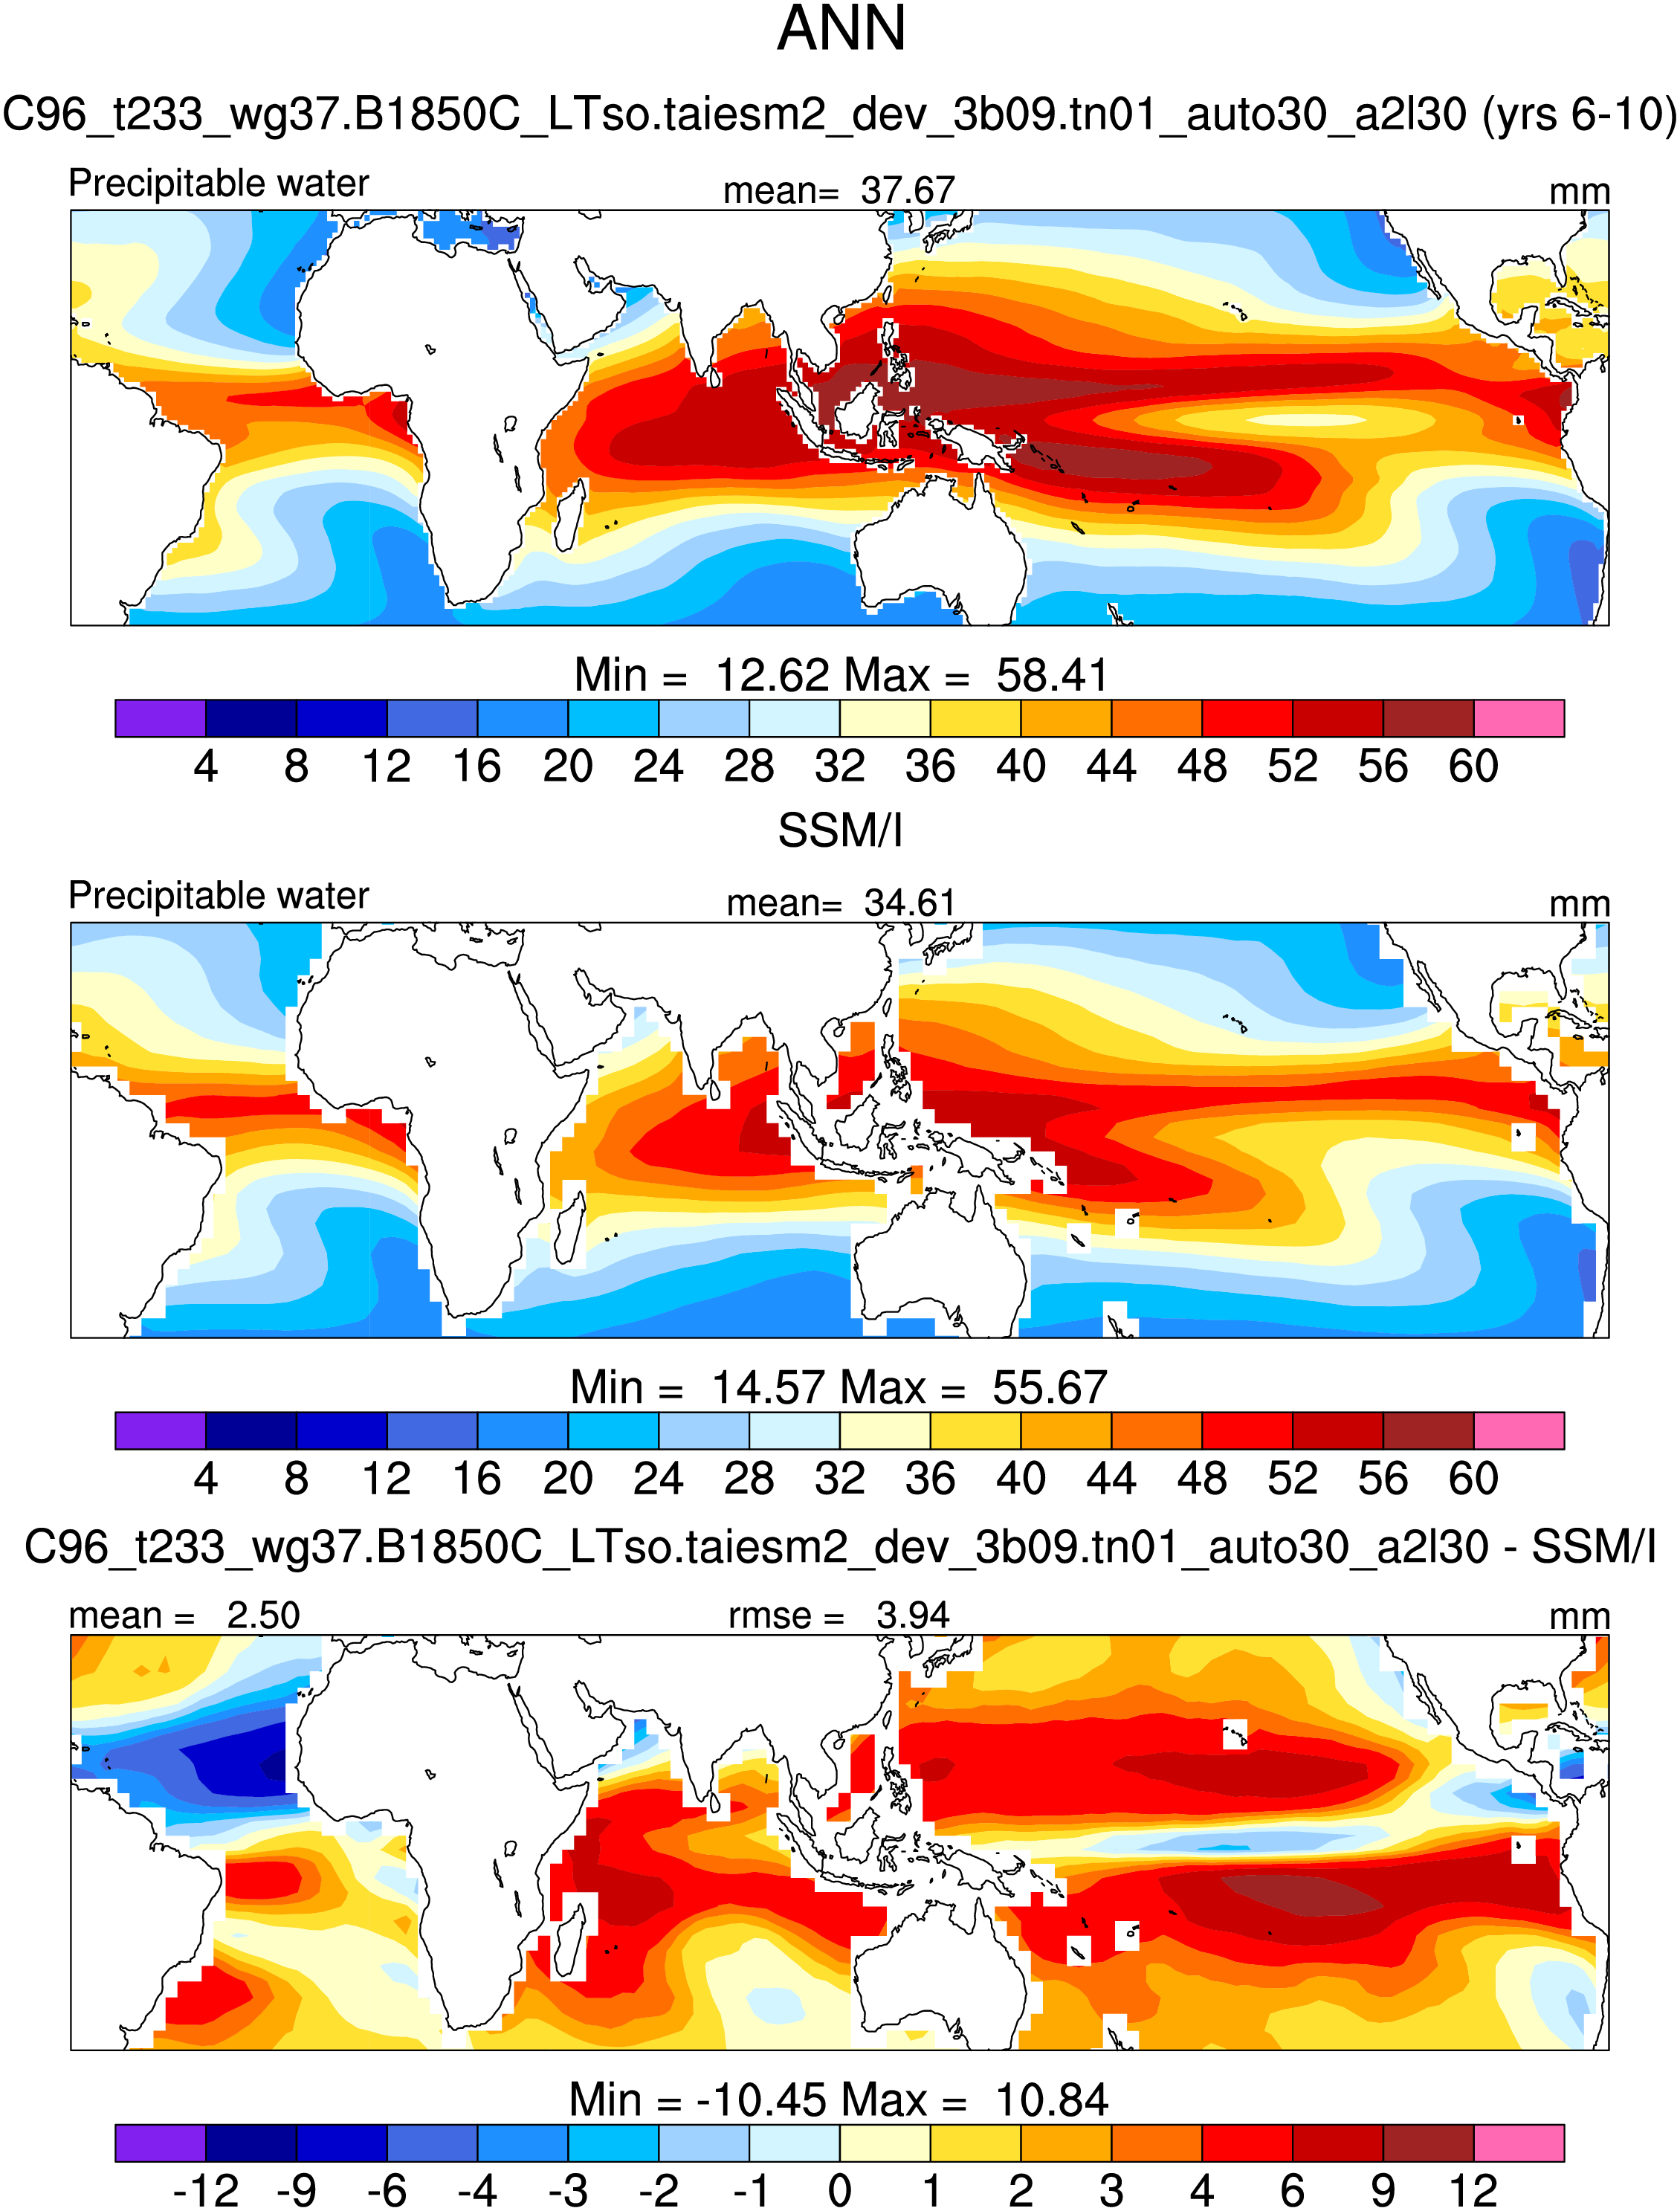 ANN
C96_t233_wg37.B1850C_LTso.taiesm2_dev_3b09.tn01_auto30_a2l30 (yrs 6-10)
Precipitable water mean= 37.67 mm
Min = 12.62 Max = 58.41
4 8 12 16 20 24 28 32 36 40 44 48 52 56 60
SSM/I
Precipitable water mean= 34.61 mm
Min = 14.57 Max = 55.67
4 8 12 16 20 24 28 32 36 40 44 48 52 56 60
C96_t233_wg37.B1850C_LTso.taiesm2_dev_3b09.tn01_auto30_a2l30 - SSM/I
mean = 2.50 rmse = 3.94 mm
Min = -10.45 Max = 10.84
-12 -9 -6 -4 -3 -2 -1 0 1 2 3 4 6 9 12